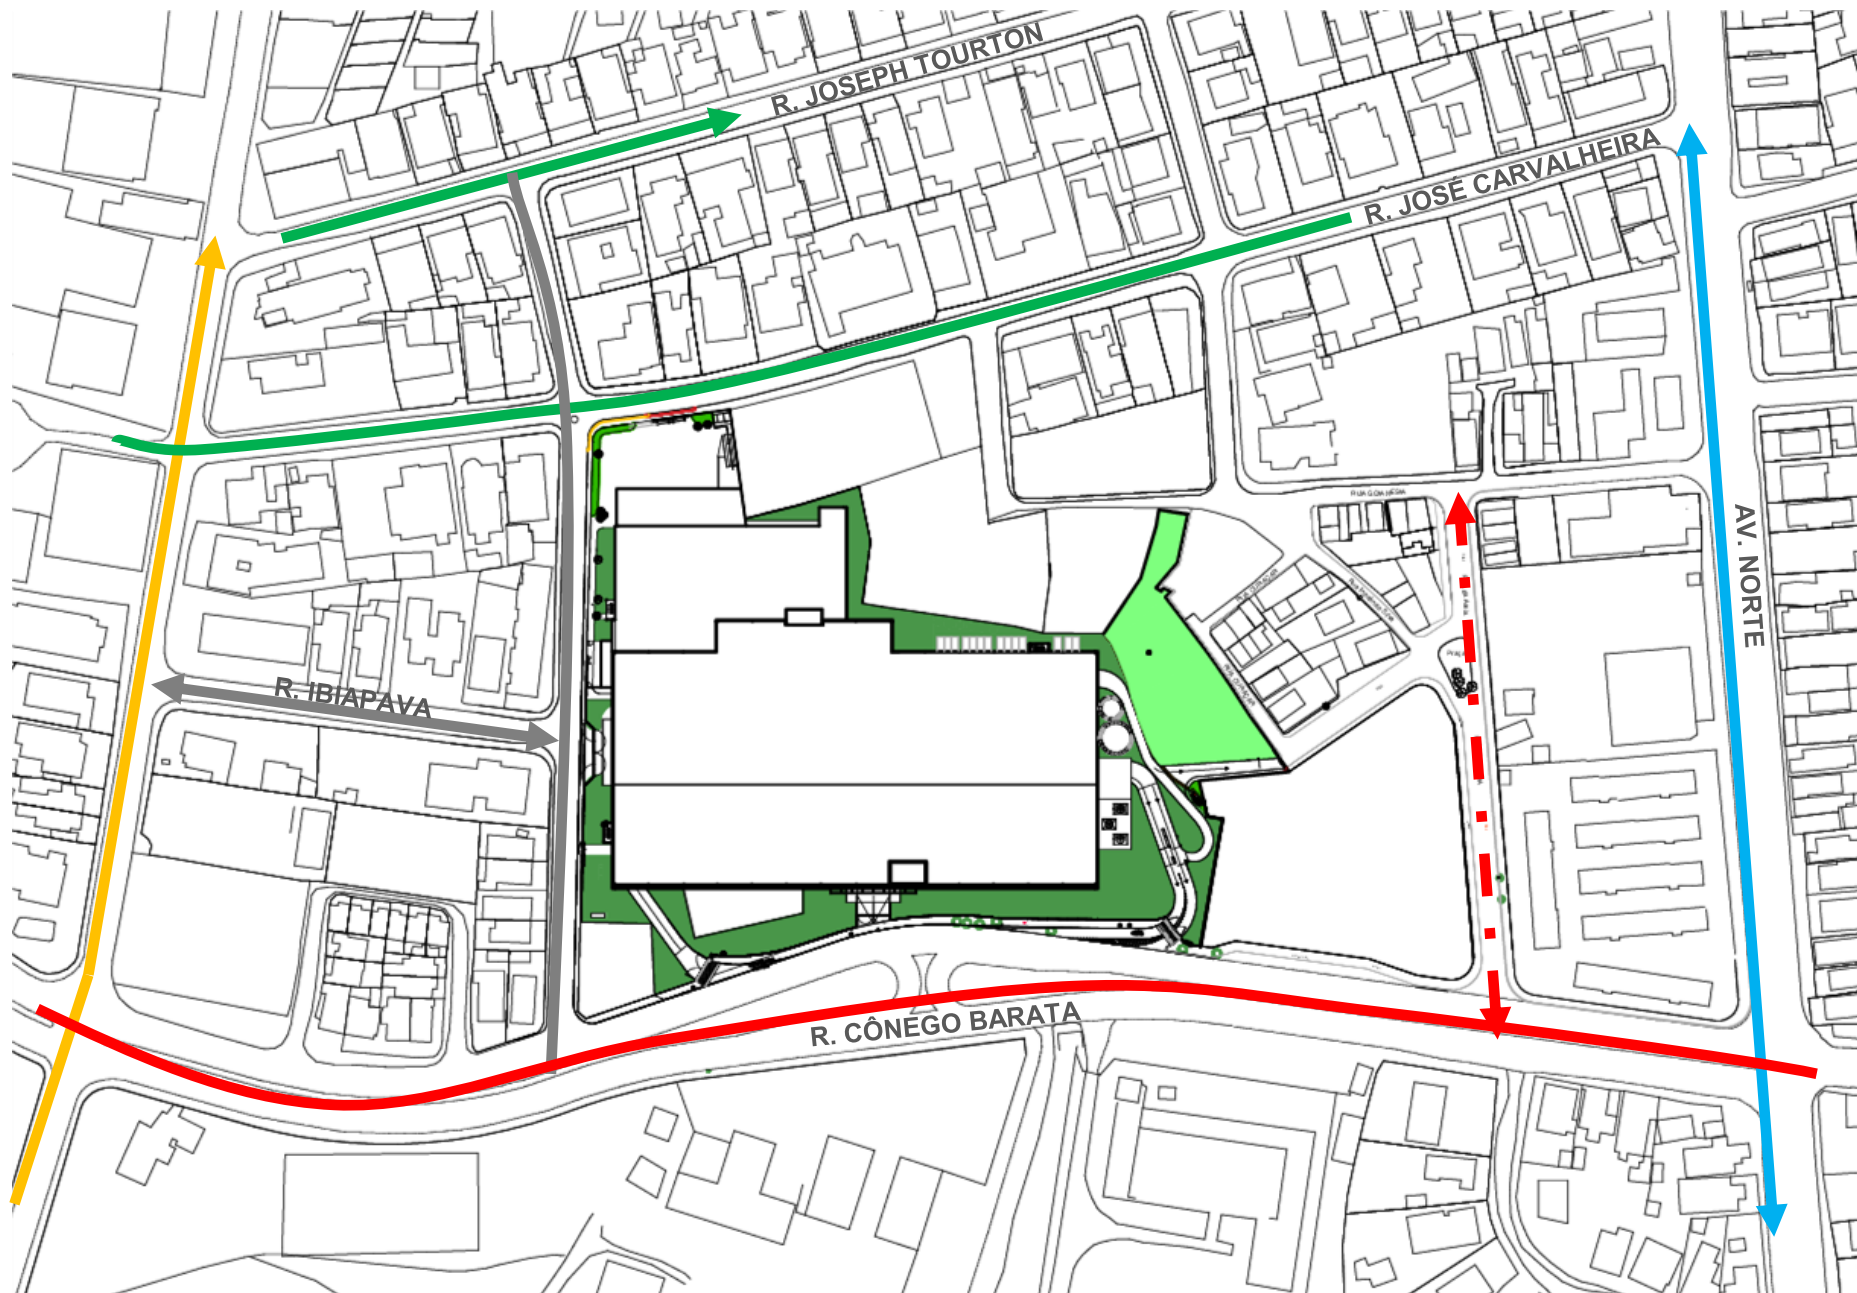 R. JOSEPH TOURTON
R. JOSÉ CARVALHEIRA
AV. NORTE
R. IBIAPAVA
R. CÔNEGO BARATA